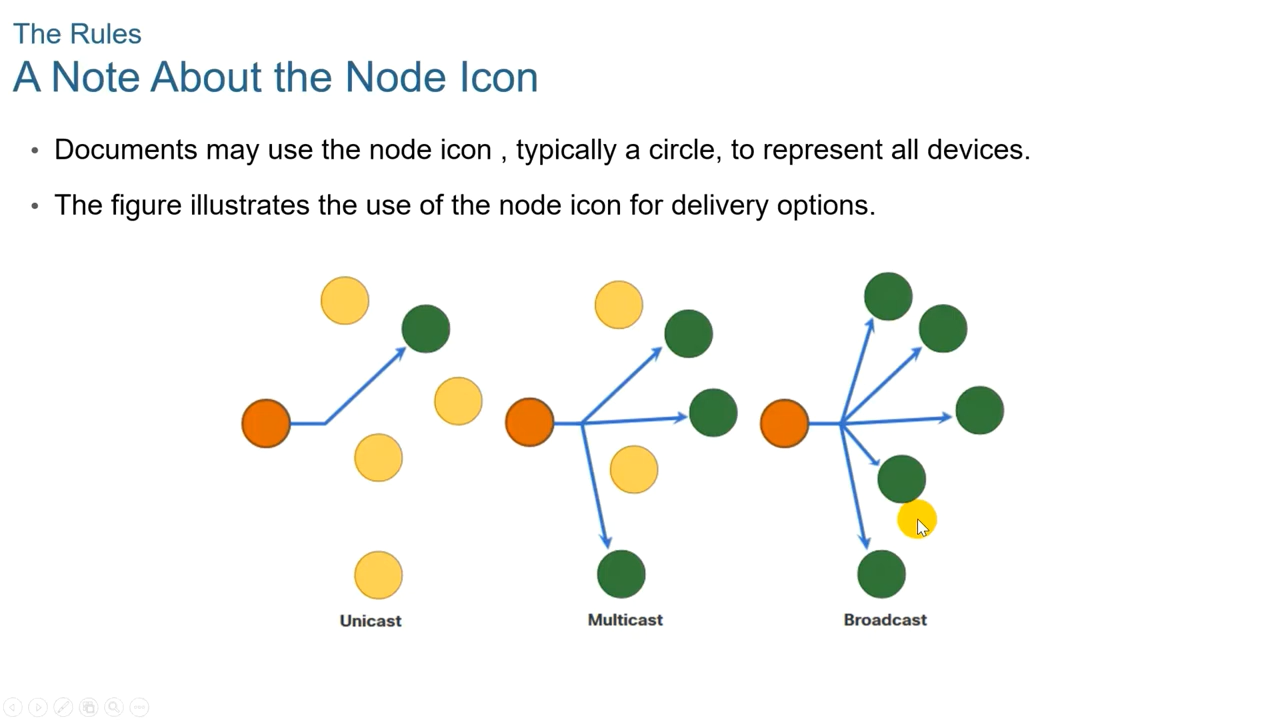 The Rules
A Note About the Node Icon
• Documents may use the node icon , typically a circle, to represent all devices.
• The figure illustrates the use of the node icon for delivery options.
Unicast
Multicast
Broadcast